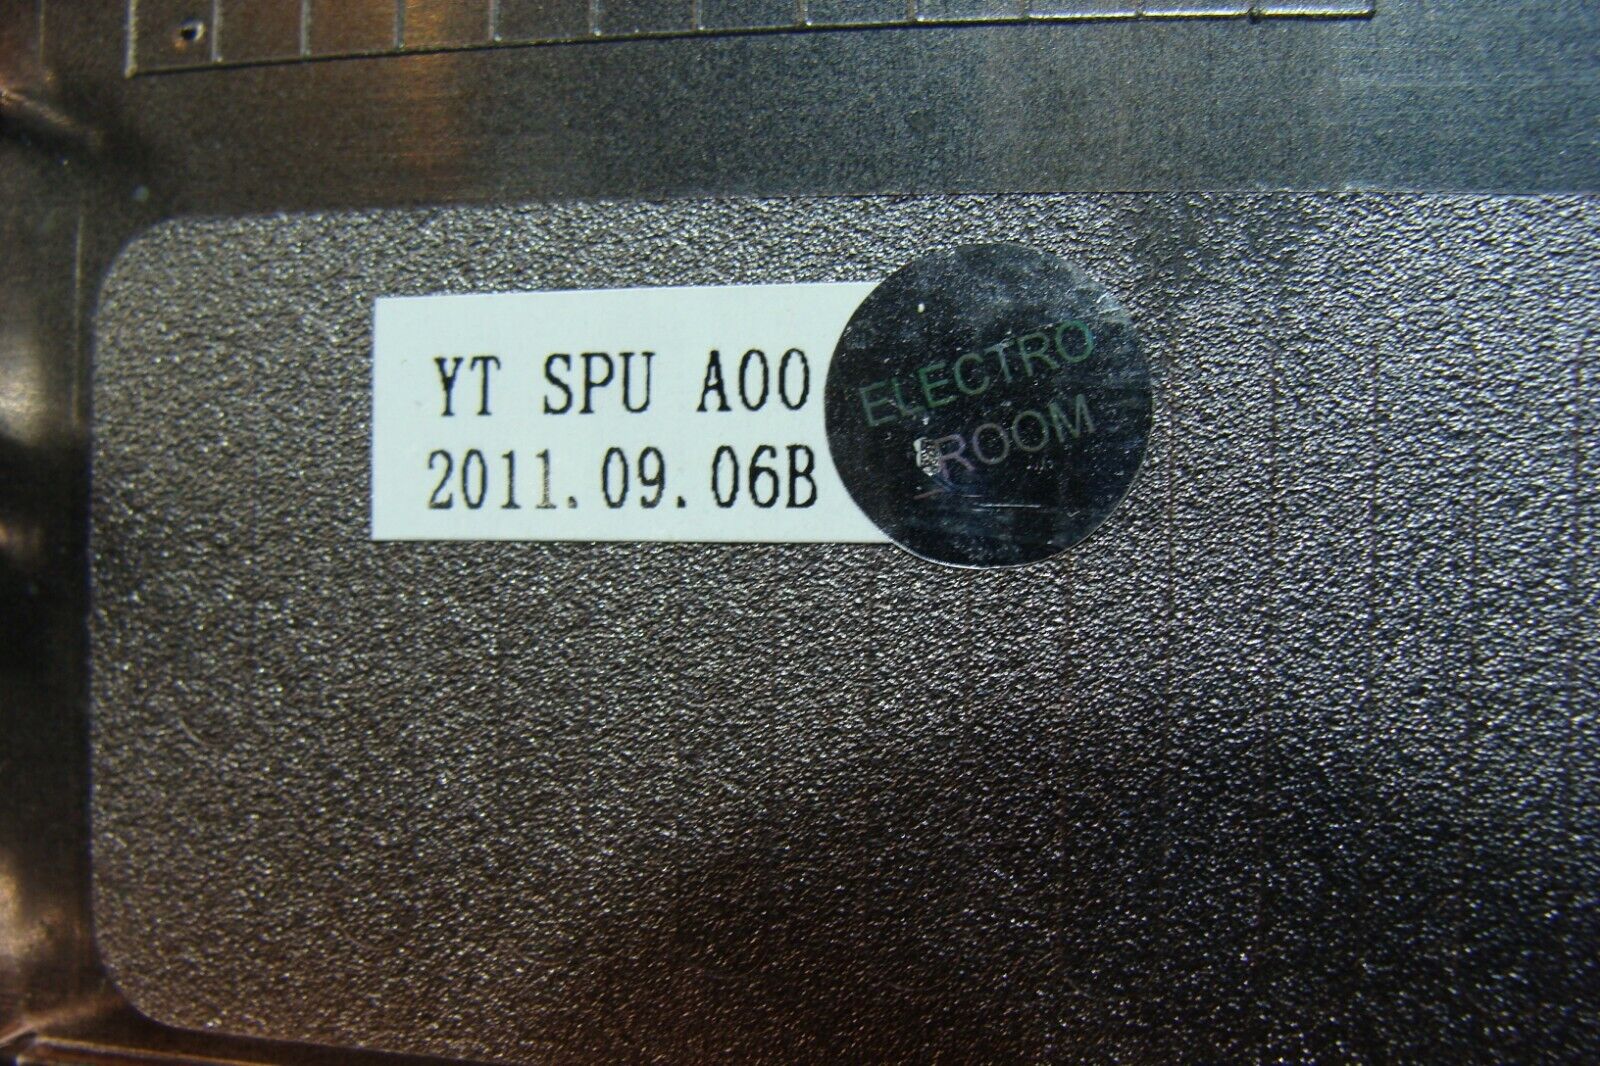 YT SPU A00
2011.09.06B
ELECTRO
ROOM